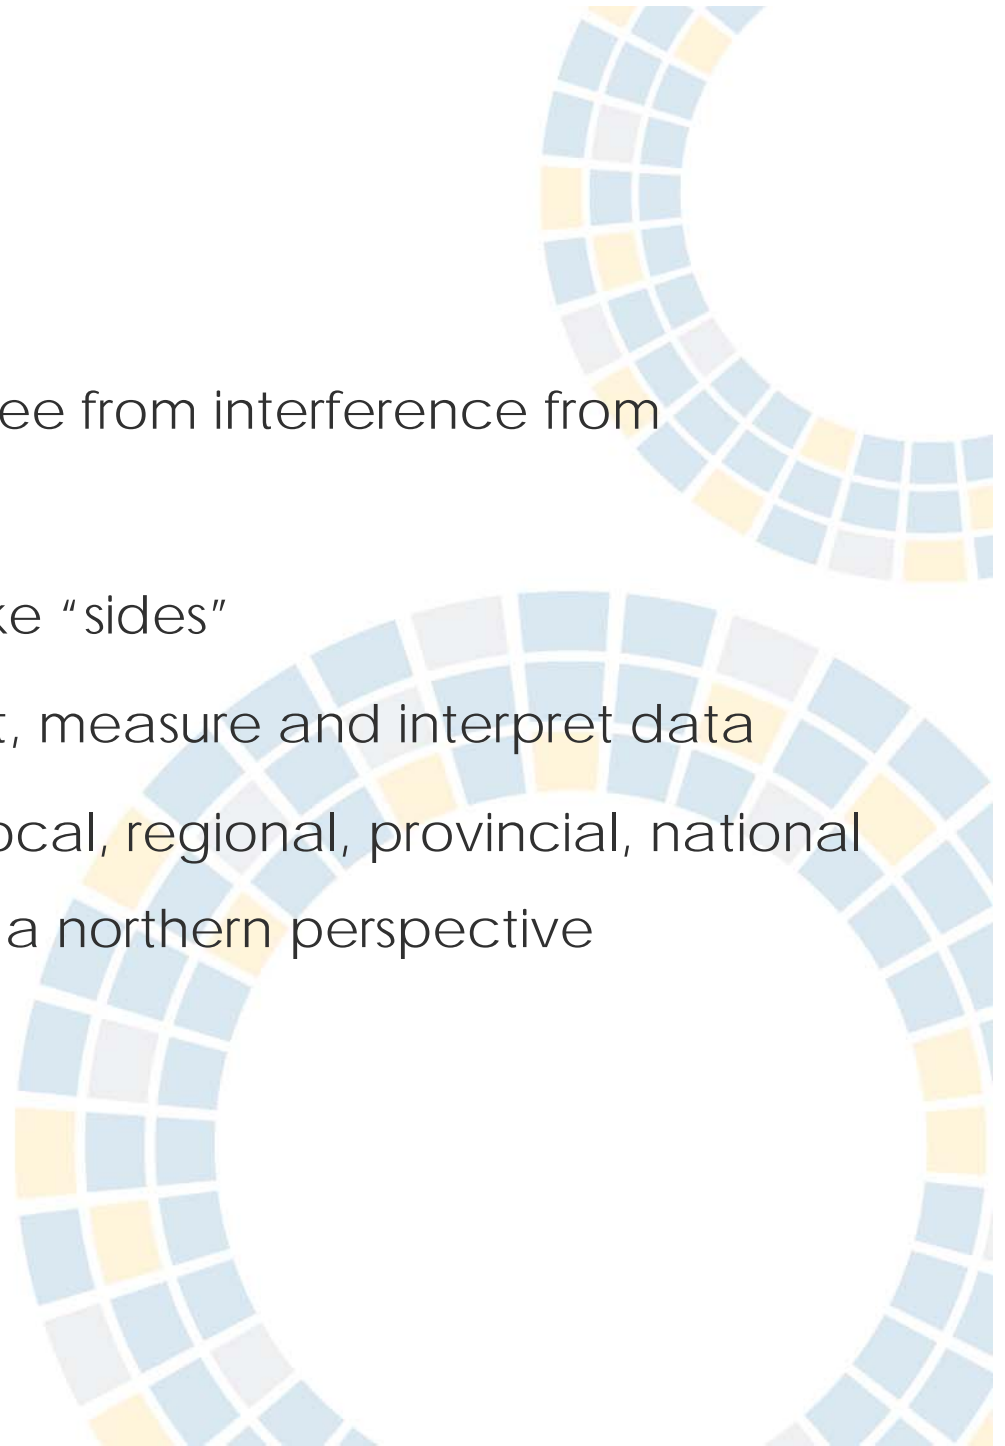 ee from interference from
ke “sides”
t, measure and interpret data
ocal, regional, provincial, national
a northern perspective